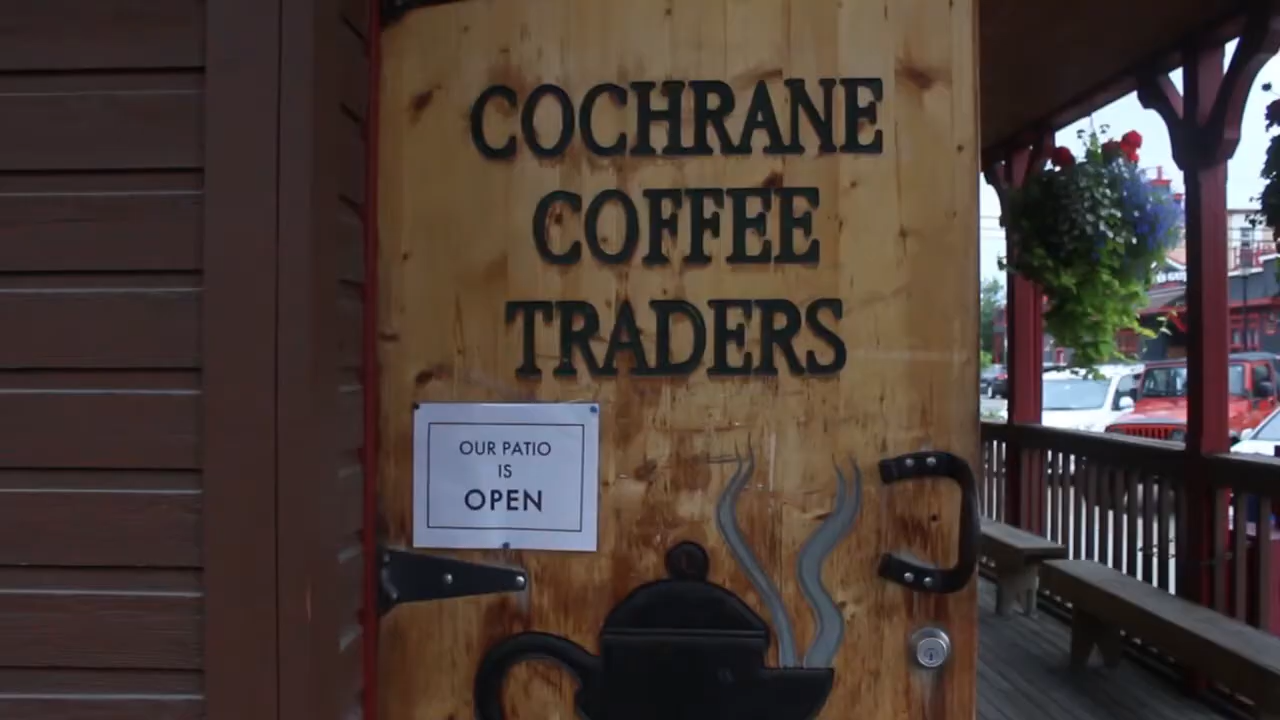 COCHRANE
COFFEE
TRADERS
OUR PATIO
IS
OPEN